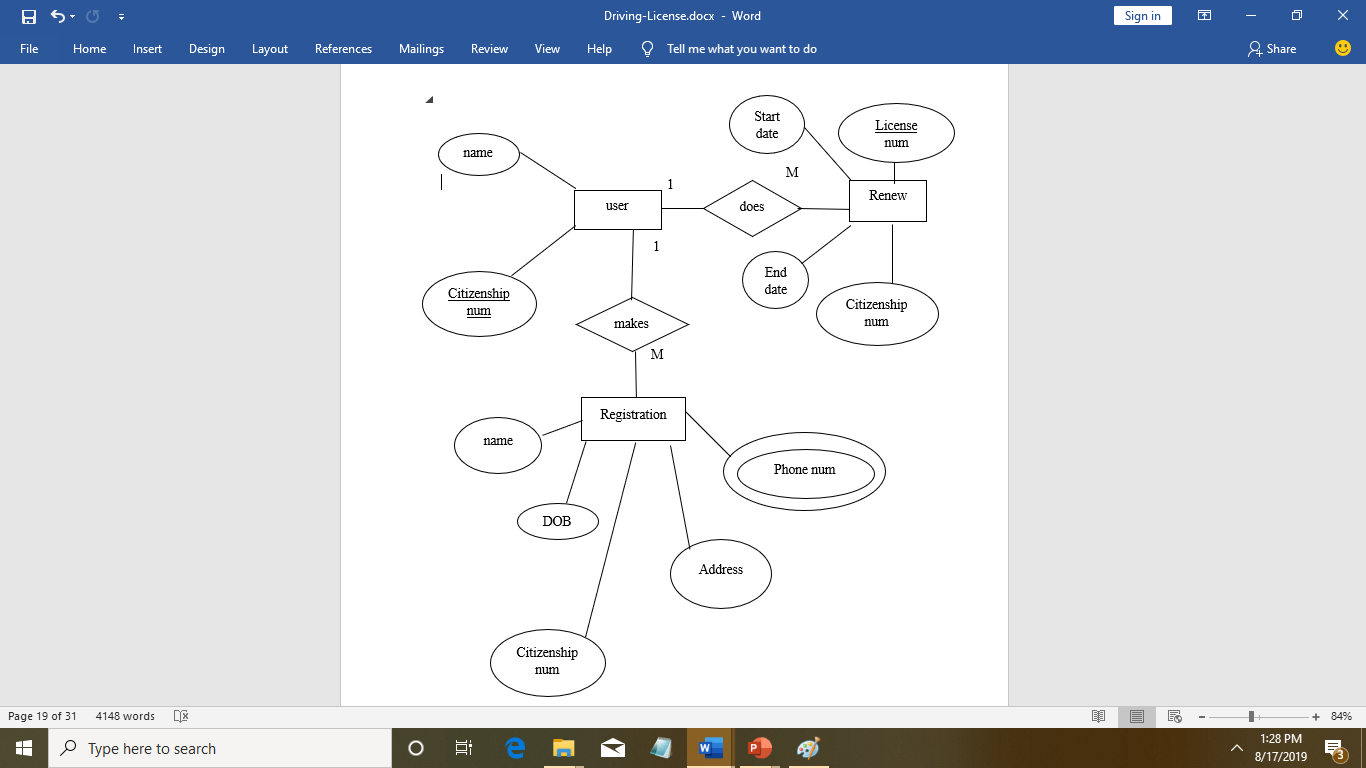 Driving-License.docx - Word
Sign in
File Home Insert Design Layout References Mailings Review View Help Tell me what you want to do Share
Start
date
License
num
name
M
1
user
does
Renew
1
End
date
Citizenship
num
Citizenship
num
makes
M
Registration
name
Phone num
DOB
Address
Citizenship
num
Page 19 of 31 4148 words 84%
Type here to search
1:28 PM
8/17/2019
3